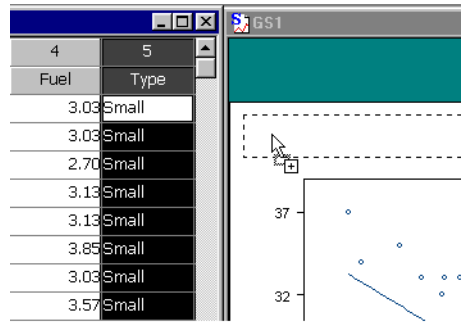 S GS1
4 5
Fuel Type
3.03 Small
3.03 Small
2.70 Small
3.13 Small
3.13 Small
3.85 Small
3.03 Small
3.57 Small
37
32